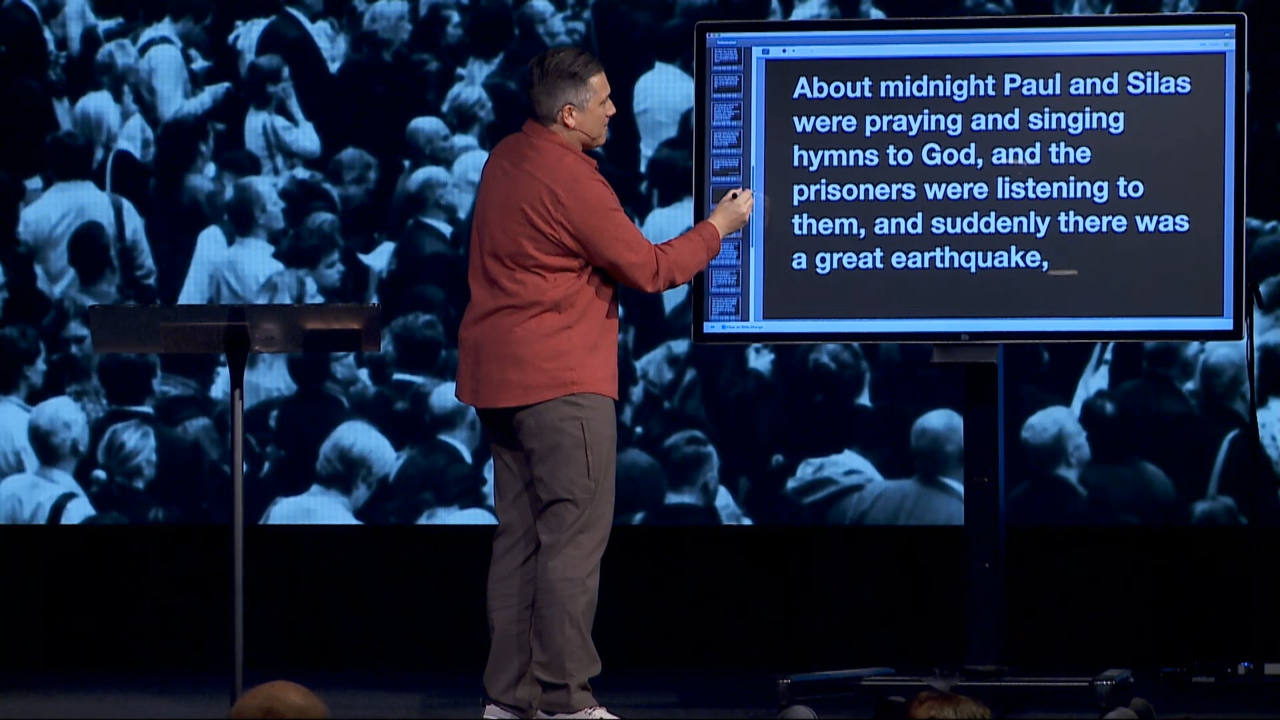 About midnight Paul and Silas
were praying and singing
hymns to God, and the
prisoners were listening to
them, and suddenly there was
a great earthquake,